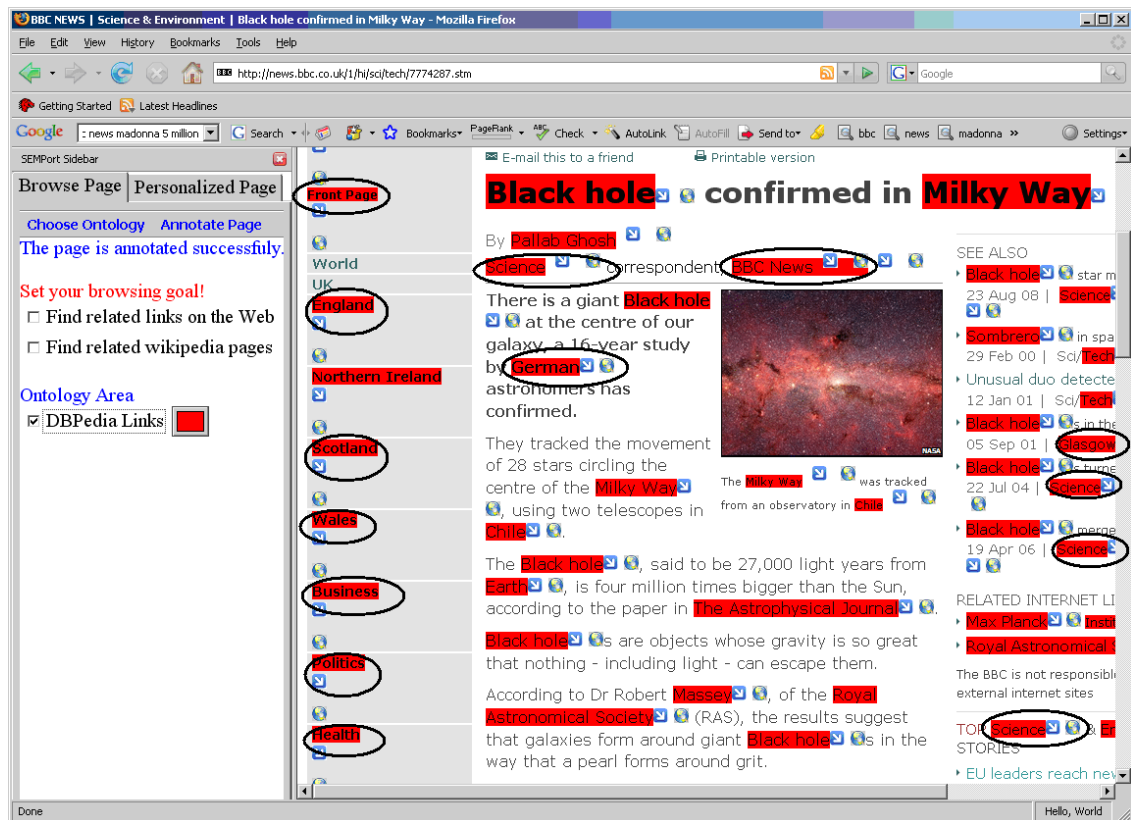 BBC NEWS | Science & Environment | Black hole confirmed in Milky Way - Mozilla Firefox
File Edit View History Bookmarks Tools Help
BBC http://news.bbc.co.uk/1/hi/sci/tech/7774287.stm
G Google
Getting Started Latest Headlines
Google : news madonna 5 million G Search Bookmarks PageRank ABC Check AutoLink AutoFill Send to bbc news madonna » Settings
SEMPort Sidebar
Browse Page Personalized Page
Choose Ontology Annotate Page
The page is annotated successfuly.
Set your browsing goal!
Find related links on the Web
Find related wikipedia pages
Ontology Area
DBPedia Links
Front Page
World
UK
England
Northern Ireland
Scotland
Wales
Business
Politics
Health
E-mail this to a friend Printable version
Black hole confirmed in Milky Way
By Pallab Ghosh
Science correspondent, BBC News
There is a giant Black hole
at the centre of our
galaxy, a 16-year study
by German
astronomers has
confirmed.
They tracked the movement
of 28 stars circling the
centre of the Milky Way
, using two telescopes in
Chile .
NASA
The Milky Way was tracked
from an observatory in Chile
The Black hole , said to be 27,000 light years from
Earth , is four million times bigger than the Sun,
according to the paper in The Astrophysical Journal .
Black hole s are objects whose gravity is so great
that nothing - including light - can escape them.
According to Dr Robert Massey , of the Royal
Astronomical Society (RAS), the results suggest
that galaxies form around giant Black hole s in the
way that a pearl forms around grit.
SEE ALSO
Black hole star m
23 Aug 08 | Science
Sombrero in spa
29 Feb 00 | Sci/Tech
Unusual duo detecte
12 Jan 01 | Sci/Tech
Black hole s in the
05 Sep 01 | Glasgow
Black hole s turne
22 Jul 04 | Science
Black hole merge
19 Apr 06 | Science
RELATED INTERNET LI
Max Planck Instit
Royal Astronomical S
The BBC is not responsibl
external internet sites
TOP Science & En
STORIES
EU leaders reach nev
Done
Hello, World